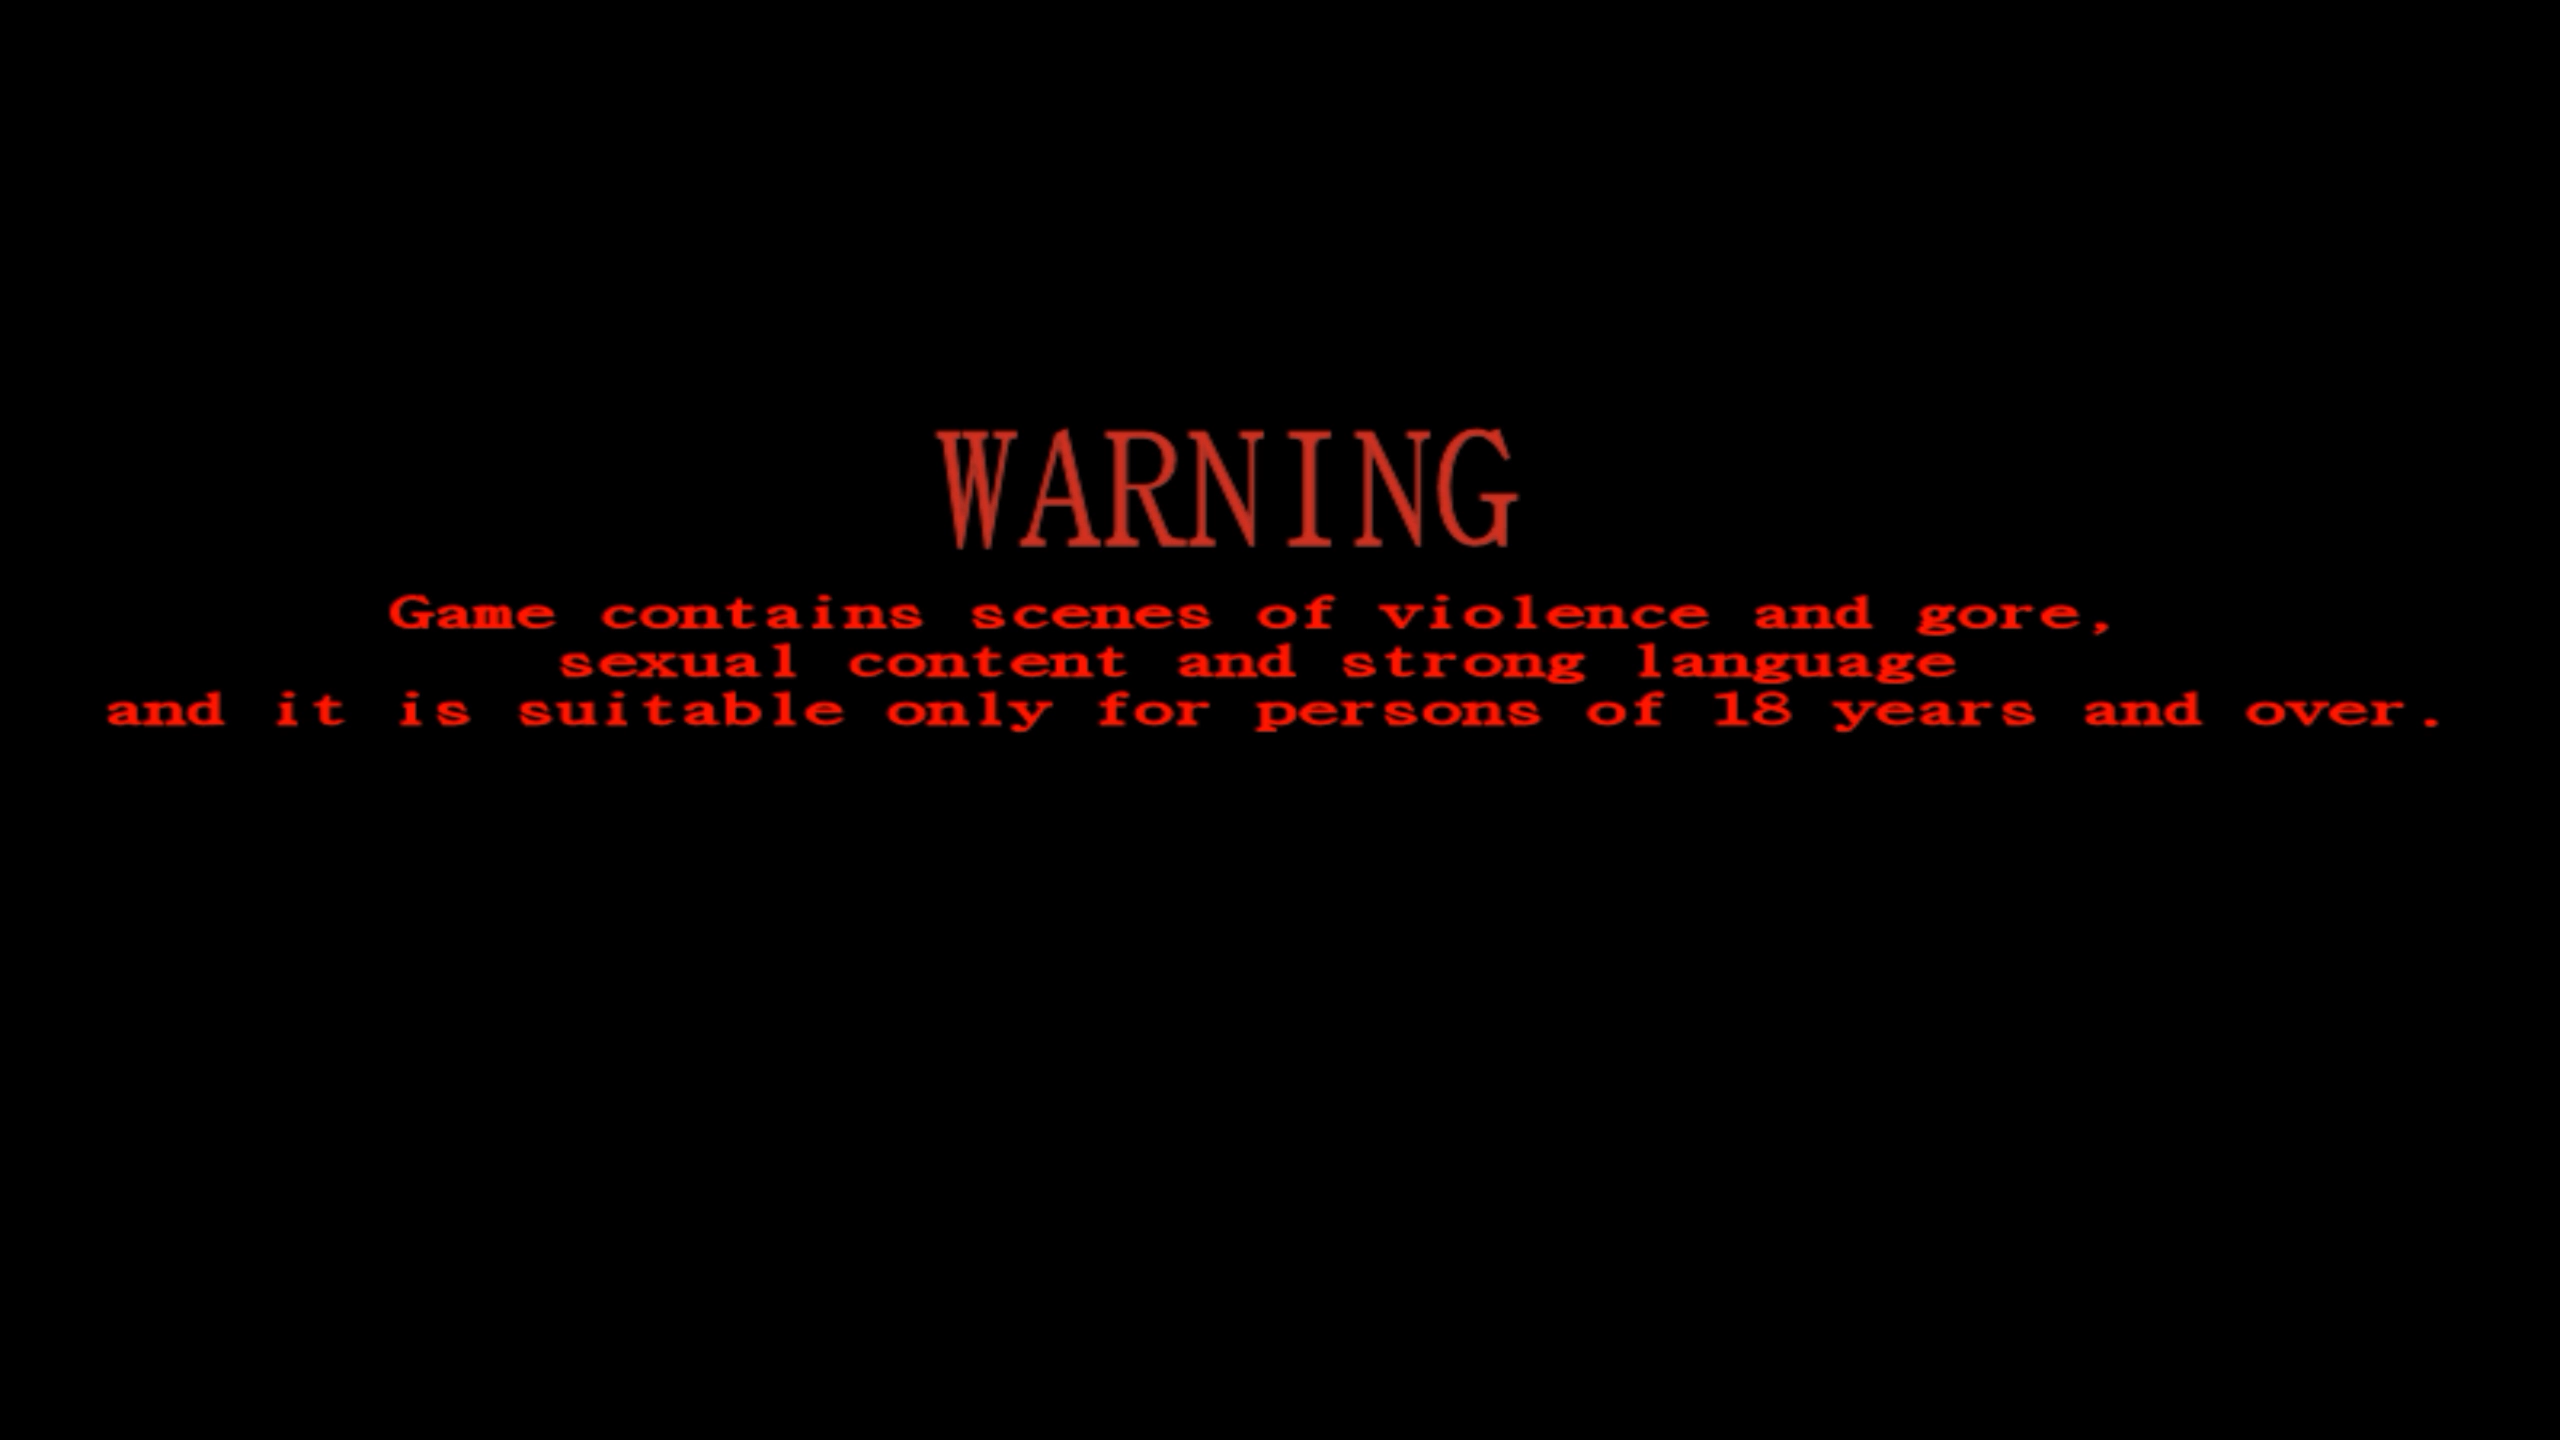 WARNING
Game contains scenes of violence and gore,
sexual content and strong language
and it is suitable only for persons of 18 years and over.